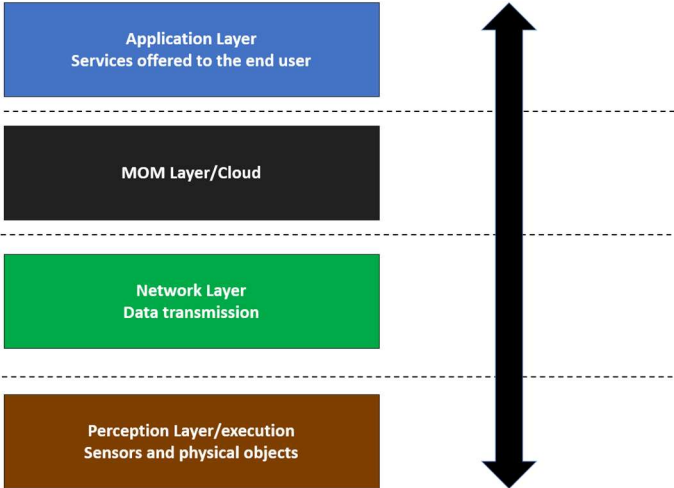 Application Layer
Services offered to the end user
MOM Layer/Cloud
Network Layer
Data transmission
Perception Layer/execution
Sensors and physical objects